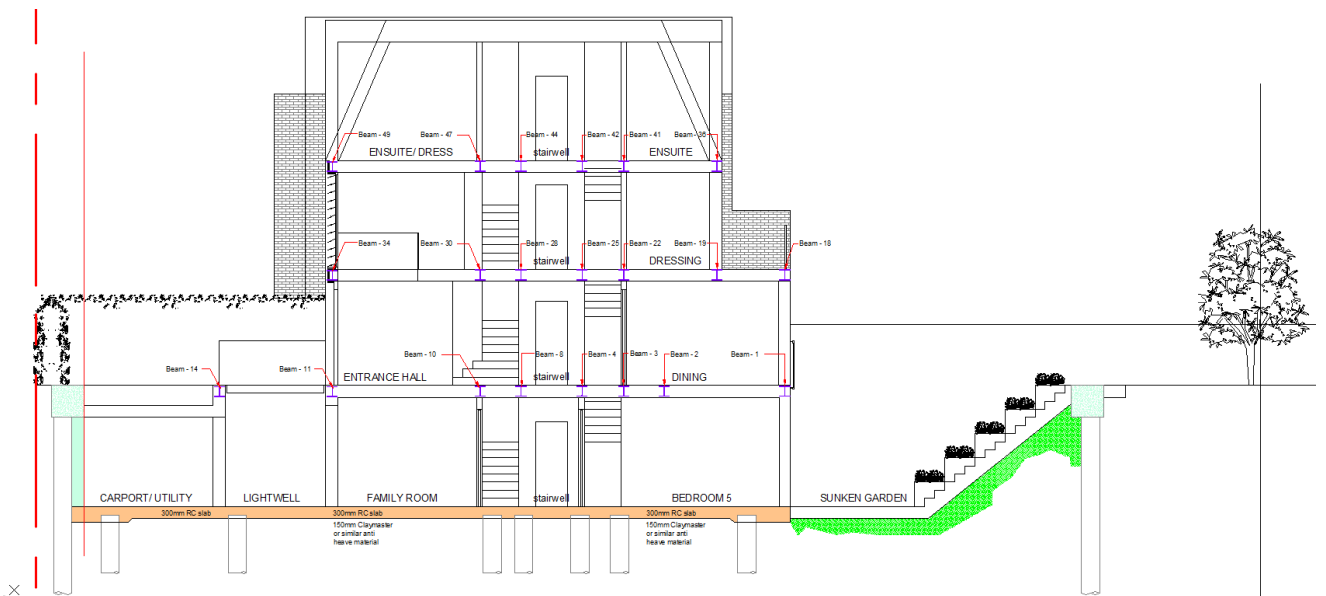 Beam - 49
Beam - 47
Beam - 44
Beam - 42
Beam - 41
Beam - 36
ENSUITE/ DRESS
stairwell
ENSUITE
Beam - 34
Beam - 30
Beam - 28
Beam - 25
Beam - 22
Beam - 19
Beam - 18
stairwell
DRESSING
Beam - 14
Beam - 11
Beam - 10
Beam - 8
Beam - 4
Beam - 3
Beam - 2
Beam - 1
ENTRANCE HALL
stairwell
DINING
CARPORT/ UTILITY
LIGHTWELL
FAMILY ROOM
stairwell
BEDROOM 5
SUNKEN GARDEN
300mm RC slab
300mm RC slab
300mm RC slab
150mm Claymaster
or similar anti
heave material
150mm Claymaster
or similar anti
heave material